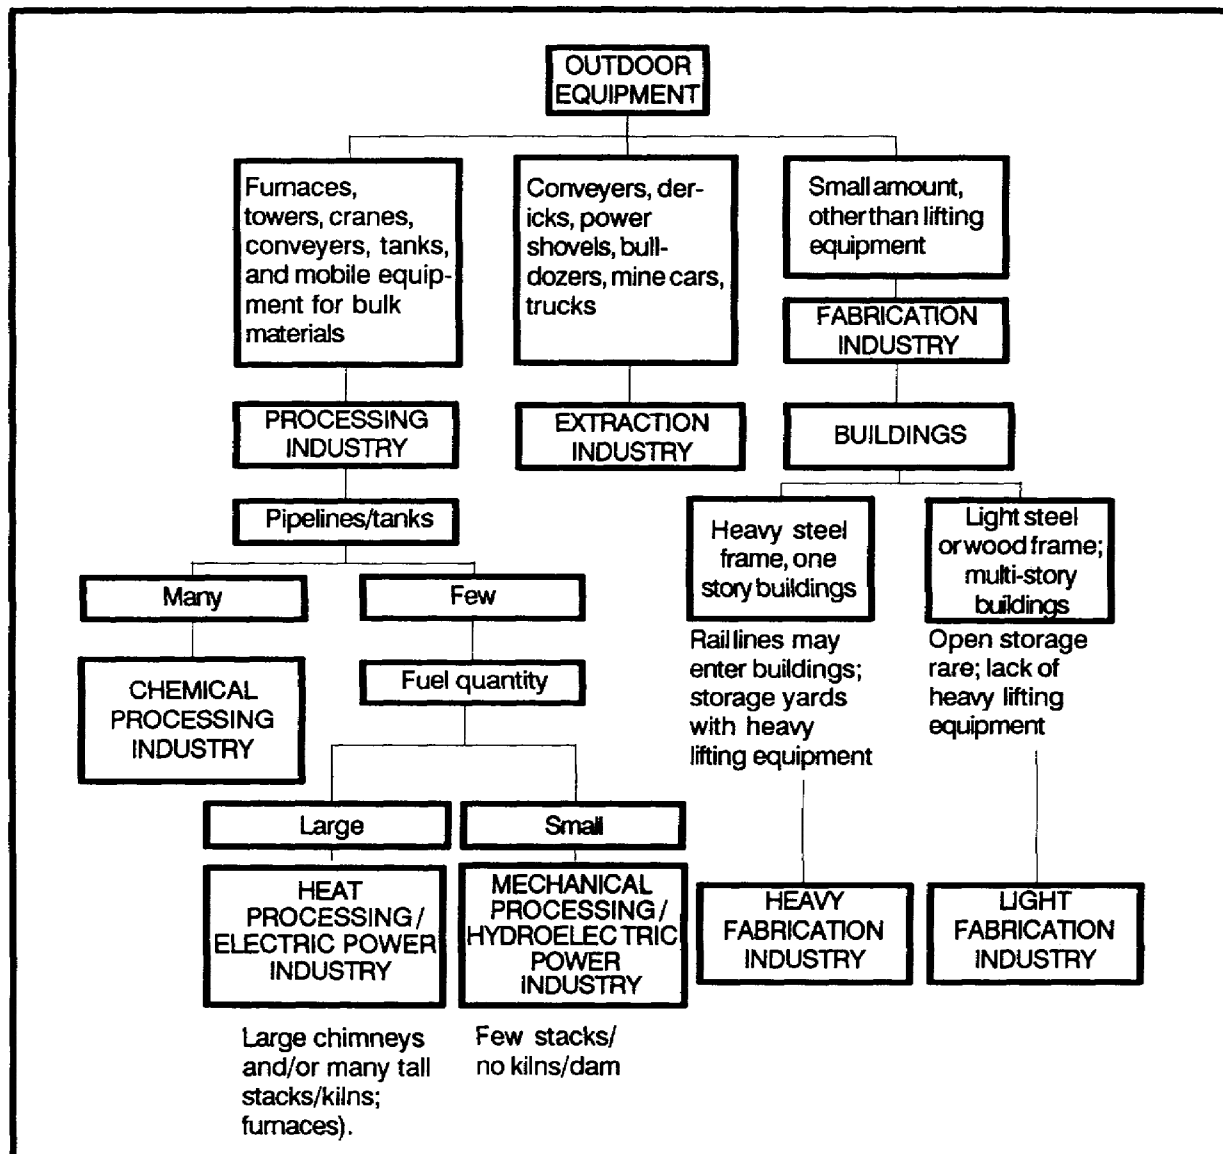 OUTDOOR
EQUIPMENT
Furnaces,
towers, cranes,
conveyers, tanks,
and mobile equip-
ment for bulk
materials
Conveyers, der-
icks, power
shovels, bull-
dozers, mine cars,
trucks
Small amount,
other than lifting
equipment
FABRICATION
INDUSTRY
PROCESSING
INDUSTRY
EXTRACTION
INDUSTRY
BUILDINGS
Pipelines/tanks
Heavy steel
frame, one
story buildings
Light steel
or wood frame;
multi-story
buildings
Many
Few
Rail lines may
enter buildings;
storage yards
with heavy
lifting equipment
Open storage
rare; lack of
heavy lifting
equipment
CHEMICAL
PROCESSING
INDUSTRY
Fuel quantity
Large
Small
HEAT
PROCESSING/
ELECTRIC POWER
INDUSTRY
MECHANICAL
PROCESSING/
HYDROELECTRIC
POWER
INDUSTRY
HEAVY
FABRICATION
INDUSTRY
LIGHT
FABRICATION
INDUSTRY
Large chimneys
and/or many tall
stacks/kilns;
furnaces).
Few stacks/
no kilns/dam